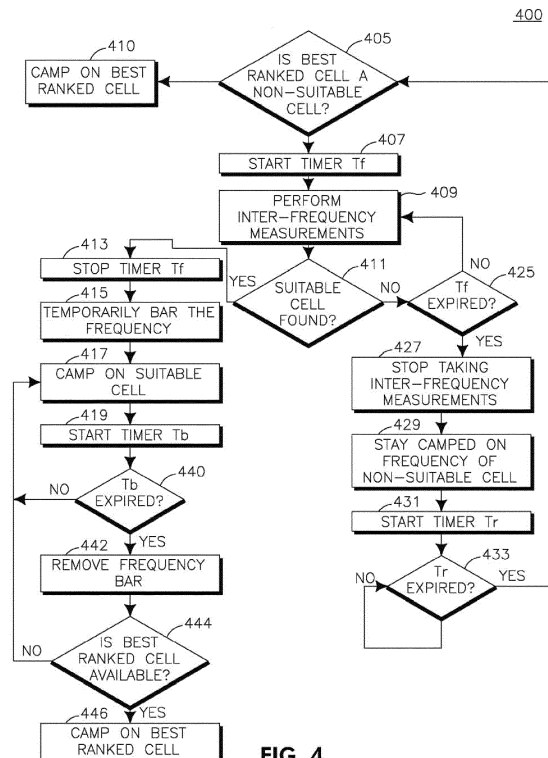 400
410
CAMP ON BEST
RANKED CELL
405
IS BEST
RANKED CELL A
NON-SUITABLE
CELL?
407
START TIMER Tf
409
PERFORM
INTER-FREQUENCY
MEASUREMENTS
413
STOP TIMER Tf
YES
411
SUITABLE
CELL
FOUND?
NO
NO
425
Tf
EXPIRED?
YES
415
TEMPORARILY BAR THE
FREQUENCY
417
CAMP ON SUITABLE
CELL
419
START TIMER Tb
427
STOP TAKING
INTER-FREQUENCY
MEASUREMENTS
429
STAY CAMPED ON
FREQUENCY OF
NON-SUITABLE CELL
431
START TIMER Tr
440
Tb
EXPIRED?
NO
YES
433
Tr
EXPIRED?
NO
YES
442
REMOVE FREQUENCY
BAR
444
IS BEST
RANKED CELL
AVAILABLE?
NO
YES
446
CAMP ON BEST
RANKED CELL
FIG. 4